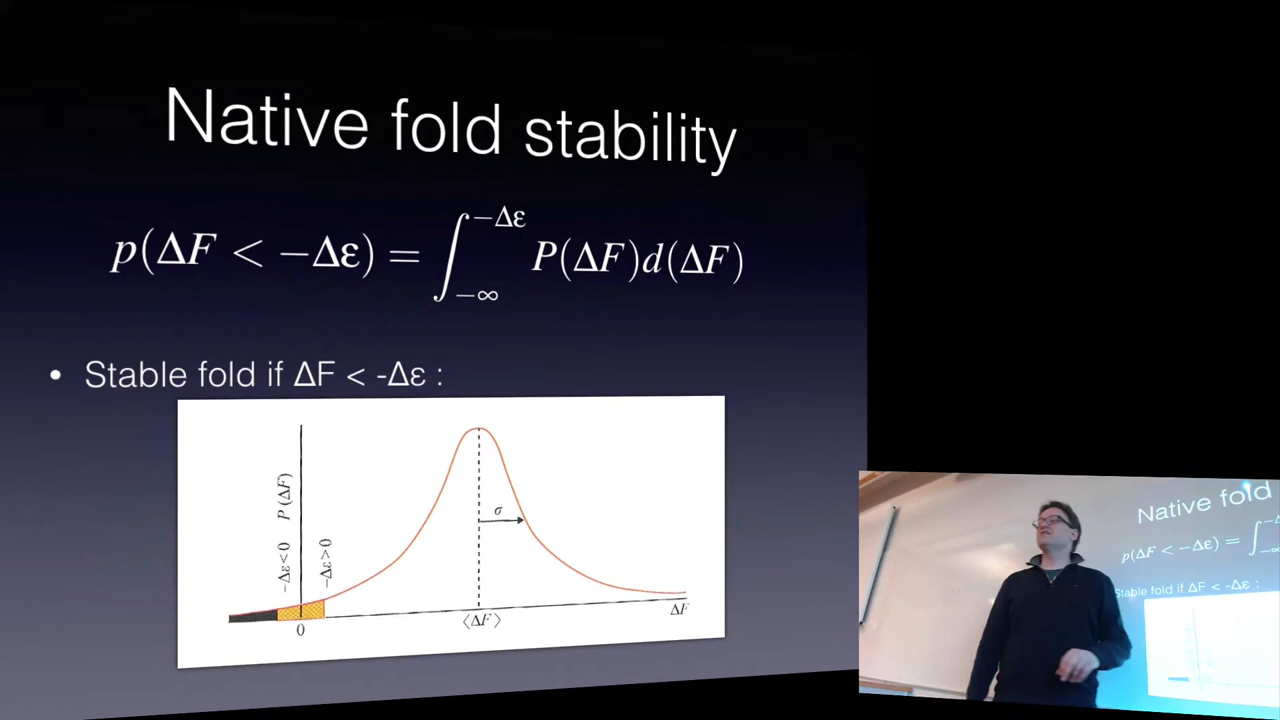 Native fold stability
p(ΔF < −Δε) = ∫_{−∞}^{−Δε} P(ΔF)d(ΔF)
• Stable fold if ΔF < -Δε :
P (ΔF)
-Δε<0
-Δε>0
σ
0
⟨ΔF⟩
ΔF
Native fold
p(ΔF < −Δε) =
∫
Stable fold if ΔF < -Δε :